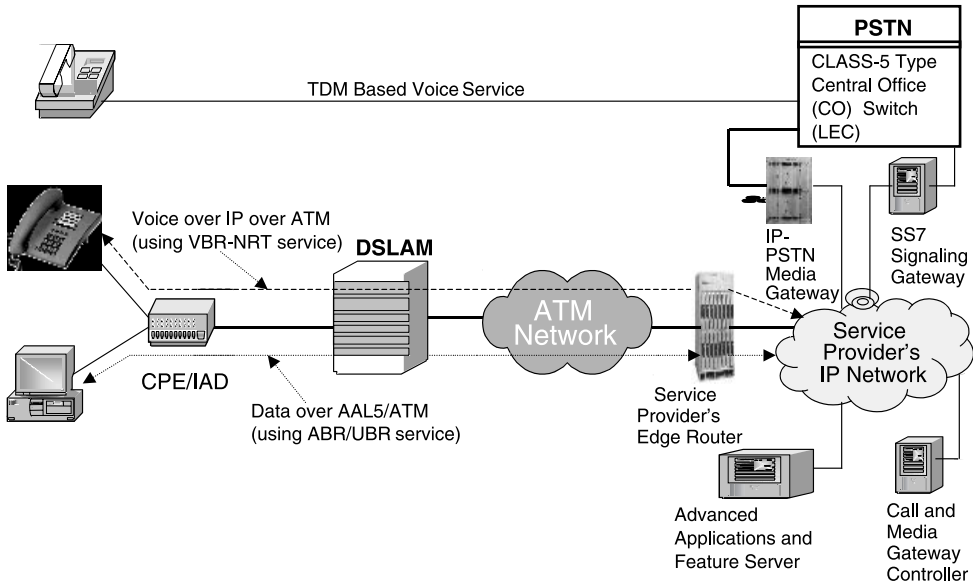 PSTN
CLASS-5 Type
Central Office
(CO) Switch
(LEC)
TDM Based Voice Service
Voice over IP over ATM
(using VBR-NRT service)
DSLAM
IP-
PSTN
Media
Gateway
SS7
Signaling
Gateway
ATM
Network
Service
Provider's
IP Network
CPE/IAD
Data over AAL5/ATM
(using ABR/UBR service)
Service
Provider's
Edge Router
Advanced
Applications and
Feature Server
Call and
Media
Gateway
Controller